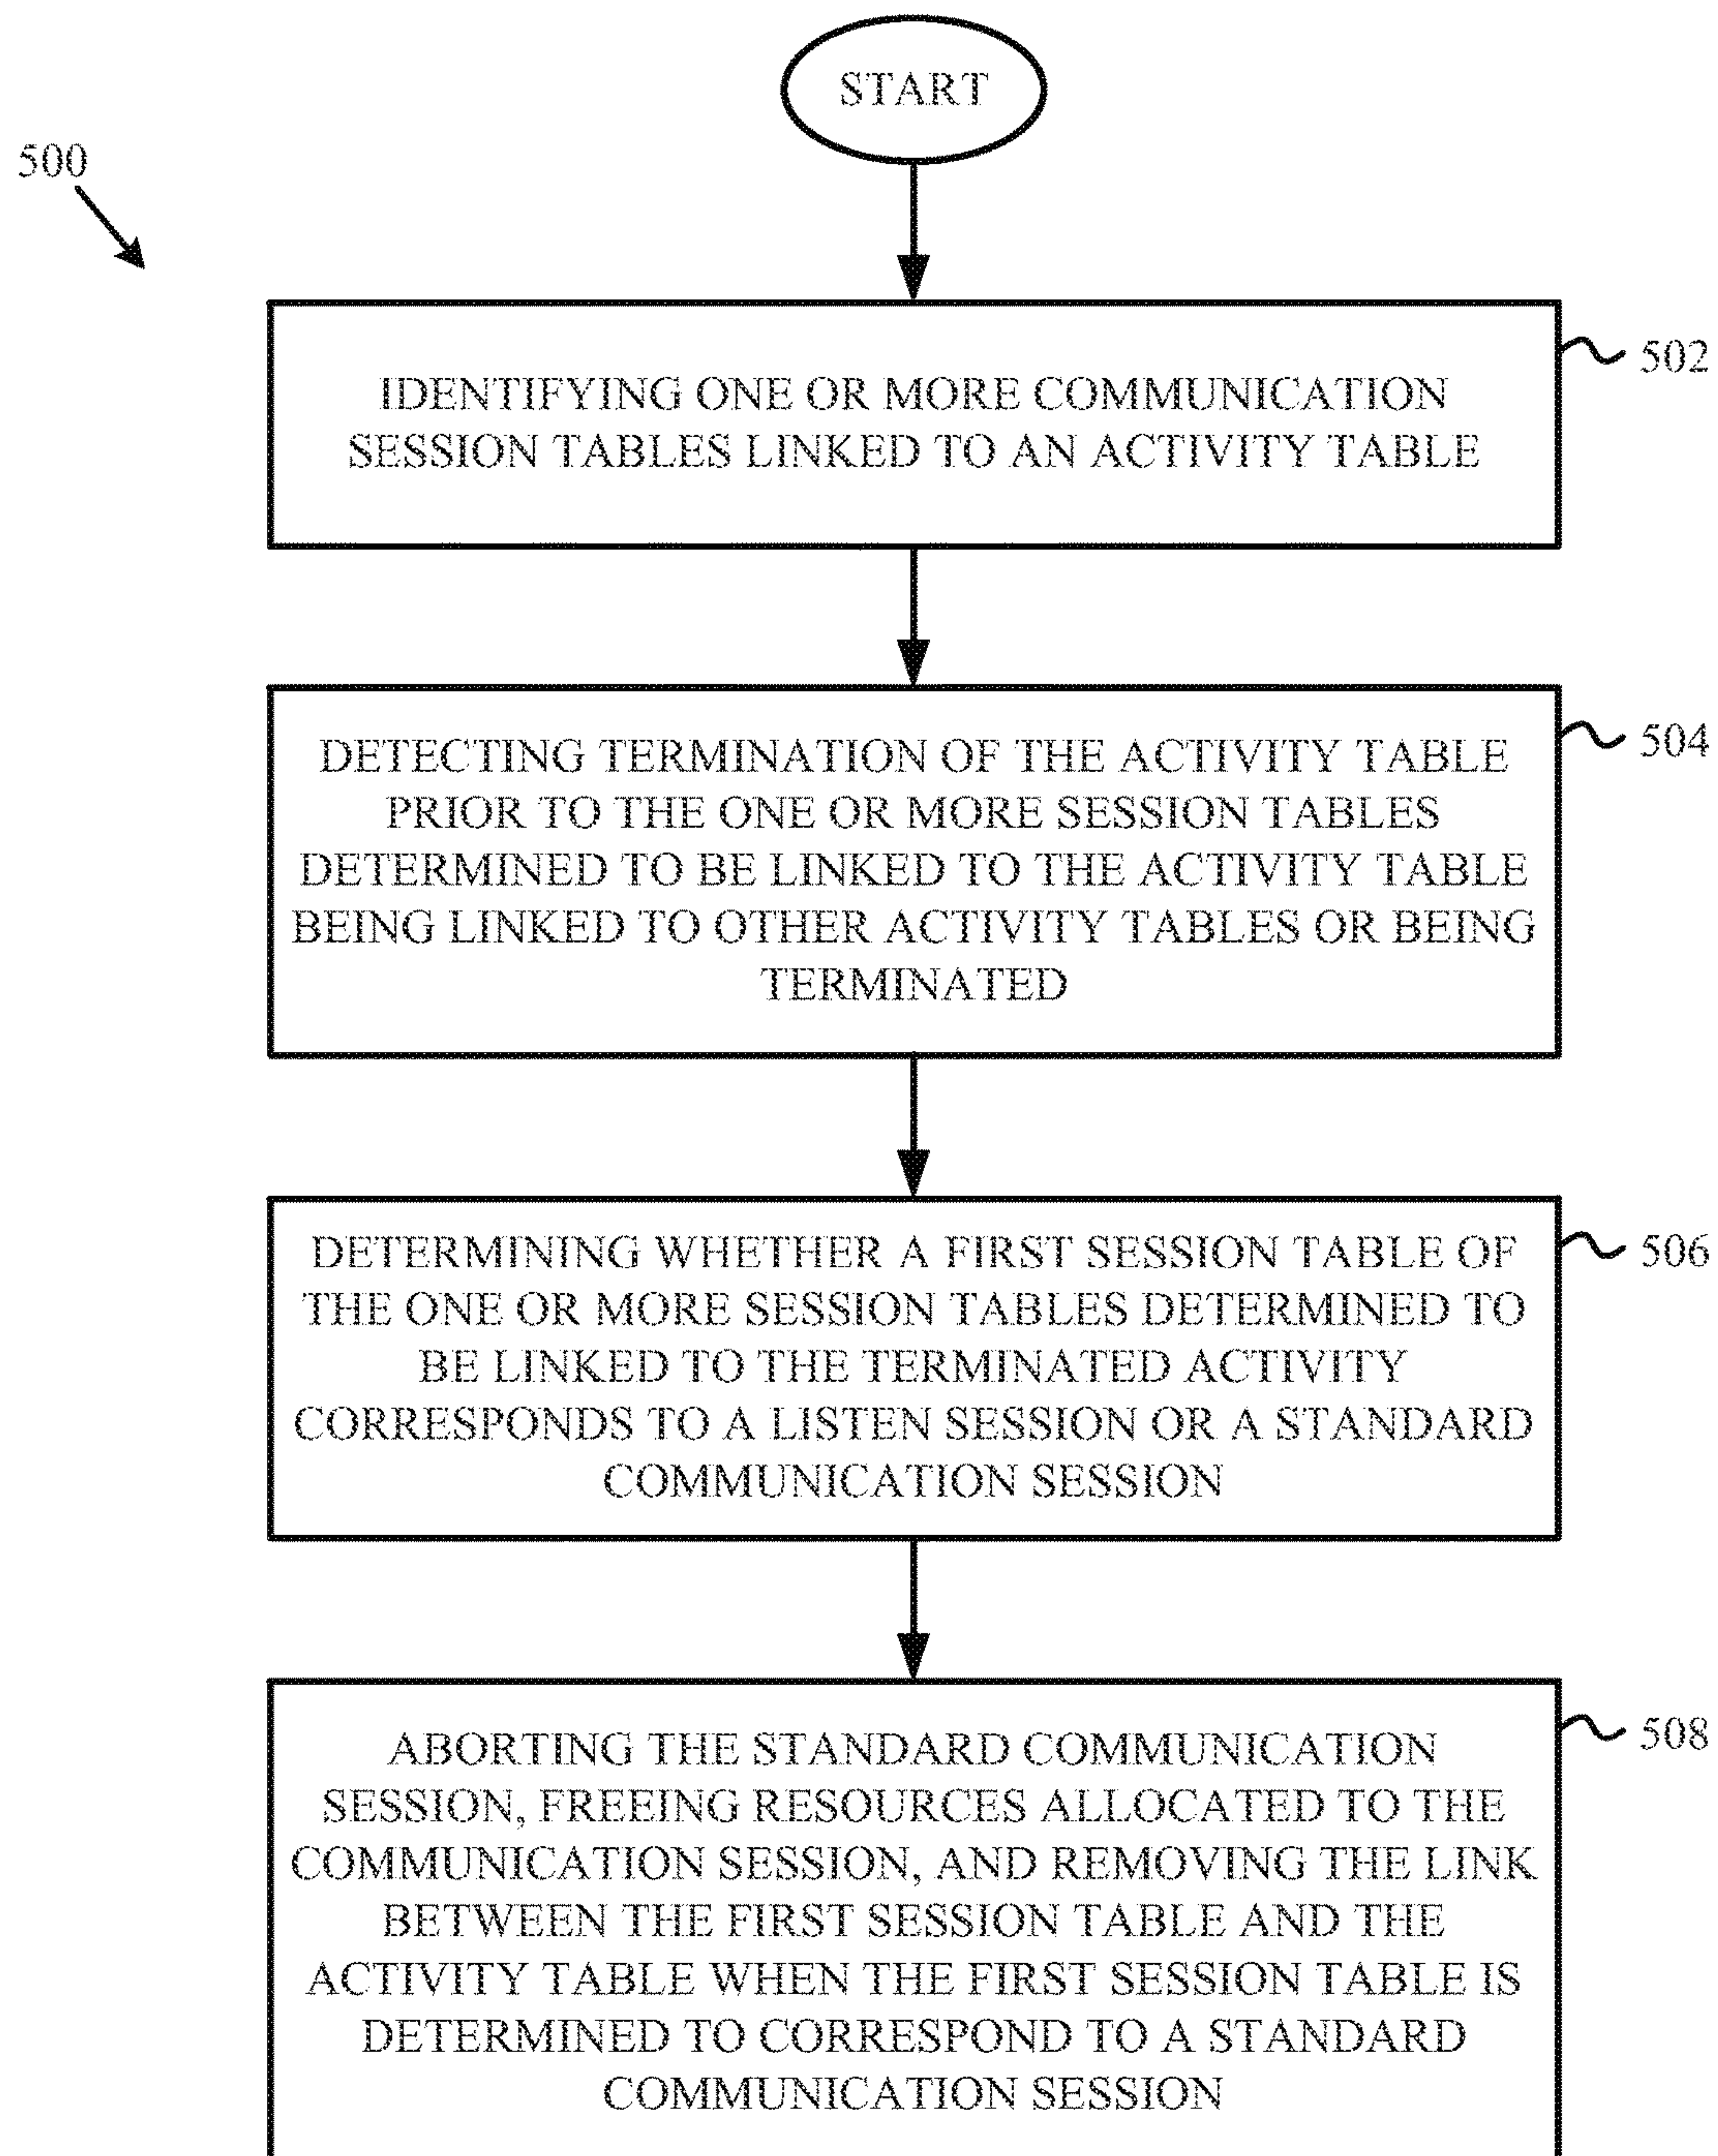 START
500
IDENTIFYING ONE OR MORE COMMUNICATION
SESSION TABLES LINKED TO AN ACTIVITY TABLE
502
DETECTING TERMINATION OF THE ACTIVITY TABLE
PRIOR TO THE ONE OR MORE SESSION TABLES
DETERMINED TO BE LINKED TO THE ACTIVITY TABLE
BEING LINKED TO OTHER ACTIVITY TABLES OR BEING
TERMINATED
504
DETERMINING WHETHER A FIRST SESSION TABLE OF
THE ONE OR MORE SESSION TABLES DETERMINED TO
BE LINKED TO THE TERMINATED ACTIVITY
CORRESPONDS TO A LISTEN SESSION OR A STANDARD
COMMUNICATION SESSION
506
ABORTING THE STANDARD COMMUNICATION
SESSION, FREEING RESOURCES ALLOCATED TO THE
COMMUNICATION SESSION, AND REMOVING THE LINK
BETWEEN THE FIRST SESSION TABLE AND THE
ACTIVITY TABLE WHEN THE FIRST SESSION TABLE IS
DETERMINED TO CORRESPOND TO A STANDARD
COMMUNICATION SESSION
508